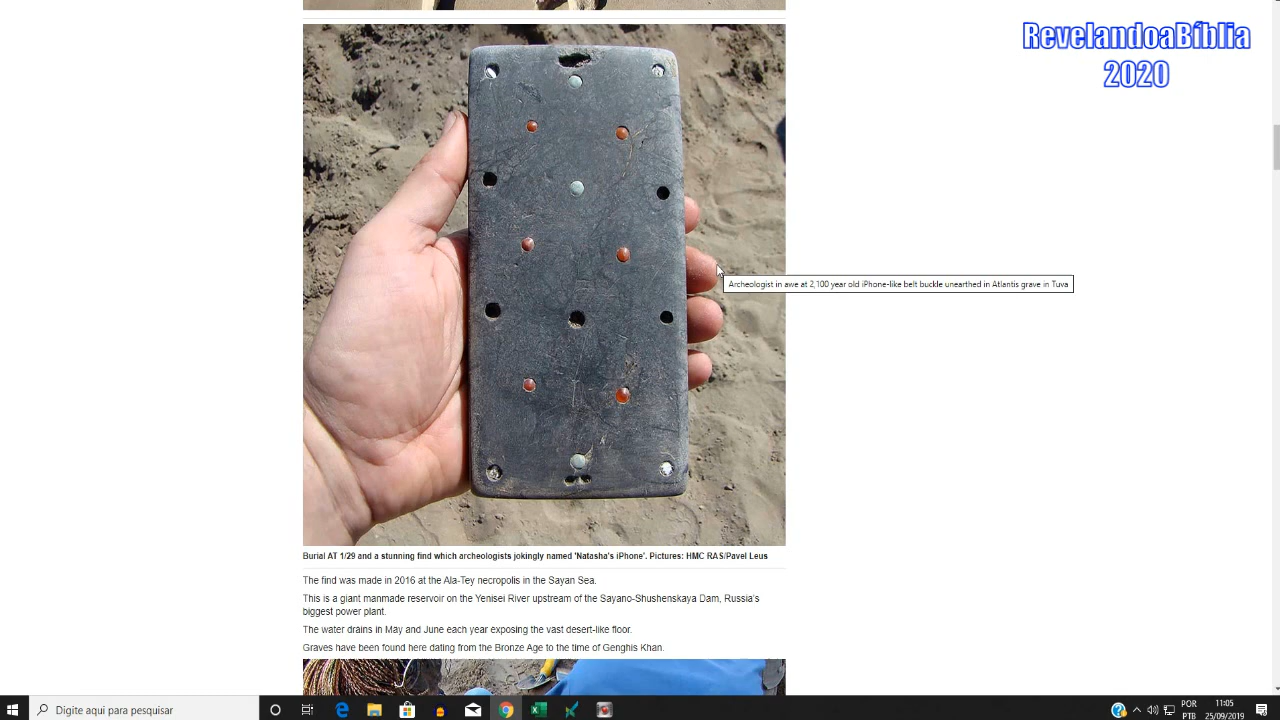 RevelandoaBíblia
2020
Archeologist in awe at 2,100 year old iPhone-like belt buckle unearthed in Atlantis grave in Tuva
Burial AT 1/29 and a stunning find which archeologists jokingly named 'Natasha's iPhone'. Pictures: HMC RAS/Pavel Leus
The find was made in 2016 at the Ala-Tey necropolis in the Sayan Sea.
This is a giant manmade reservoir on the Yenisei River upstream of the Sayano-Shushenskaya Dam, Russia's
biggest power plant.
The water drains in May and June each year exposing the vast desert-like floor.
Graves have been found here dating from the Bronze Age to the time of Genghis Khan.
Digite aqui para pesquisar
POR
PTB
11:05
25/09/2019